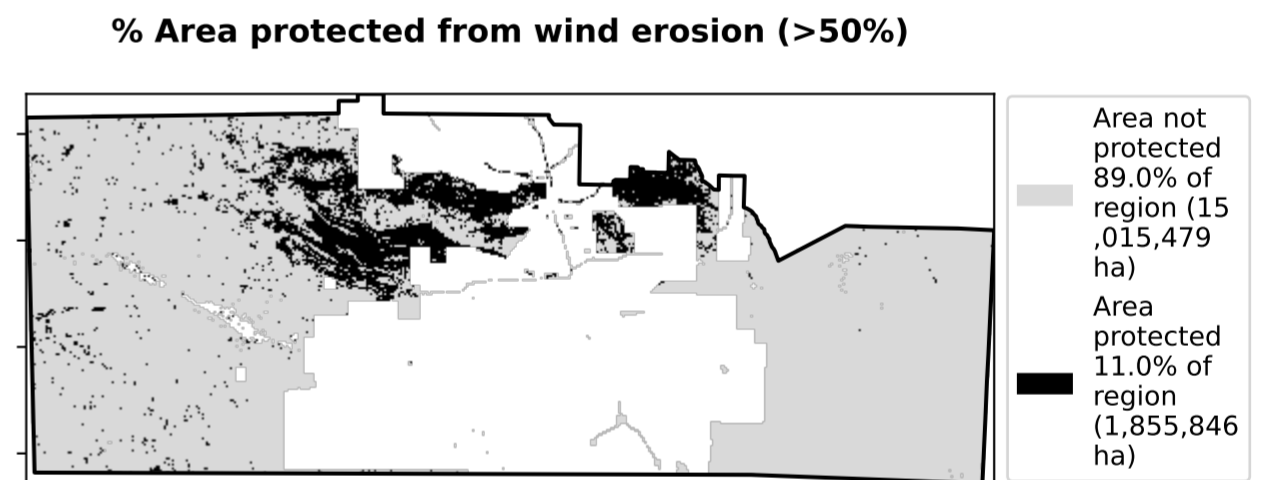 % Area protected from wind erosion (>50%)
Area not
protected
89.0% of
region (15
,015,479
ha)
Area
protected
11.0% of
region
(1,855,846
ha)